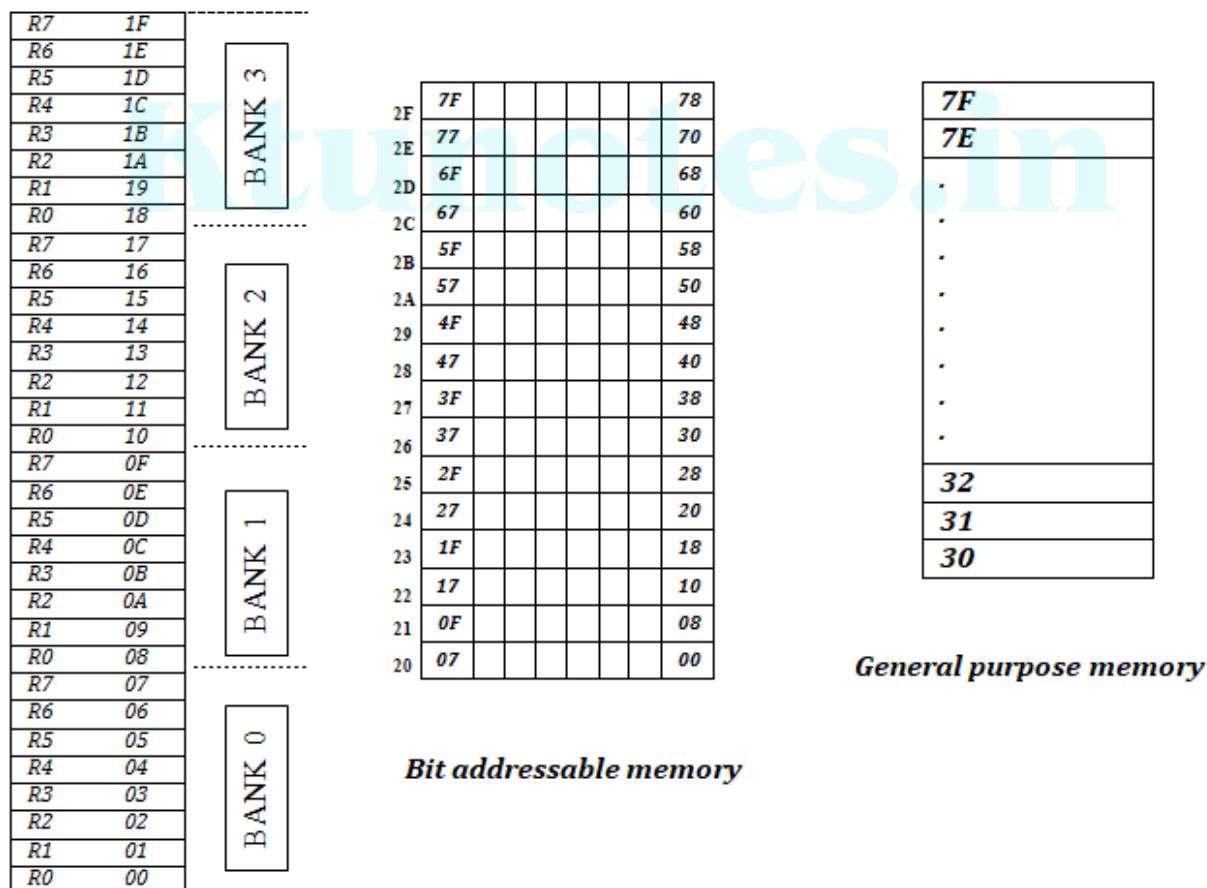 R7 1F
R6 1E
R5 1D
R4 1C
R3 1B
R2 1A
R1 19
R0 18
R7 17
R6 16
R5 15
R4 14
R3 13
R2 12
R1 11
R0 10
R7 0F
R6 0E
R5 0D
R4 0C
R3 0B
R2 0A
R1 09
R0 08
R7 07
R6 06
R5 05
R4 04
R3 03
R2 02
R1 01
R0 00
BANK 3
BANK 2
BANK 1
BANK 0
2F 7F 78
2E 77 70
2D 6F 68
2C 67 60
2B 5F 58
2A 57 50
29 4F 48
28 47 40
27 3F 38
26 37 30
25 2F 28
24 27 20
23 1F 18
22 17 10
21 0F 08
20 07 00
Bit addressable memory
7F
7E
.
.
.
.
.
.
.
.
32
31
30
General purpose memory
Ktunotes.in